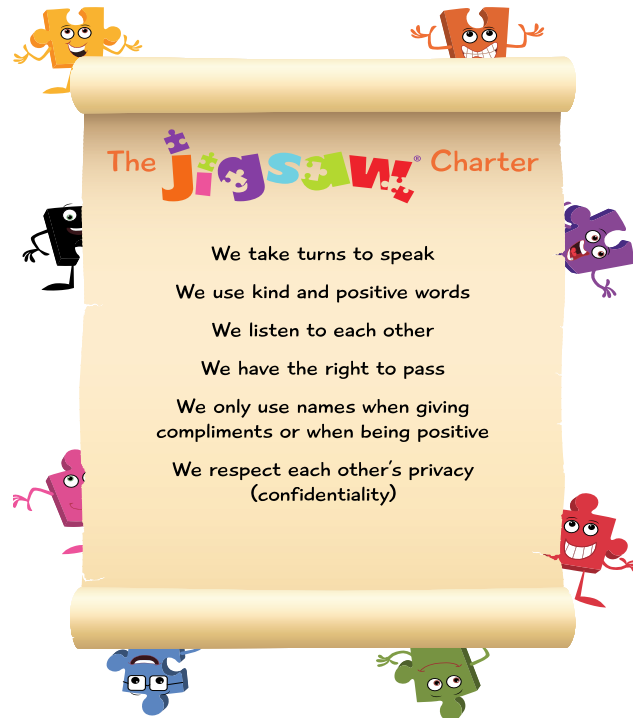 The Jigsaw® Charter
We take turns to speak
We use kind and positive words
We listen to each other
We have the right to pass
We only use names when giving
compliments or when being positive
We respect each other's privacy
(confidentiality)